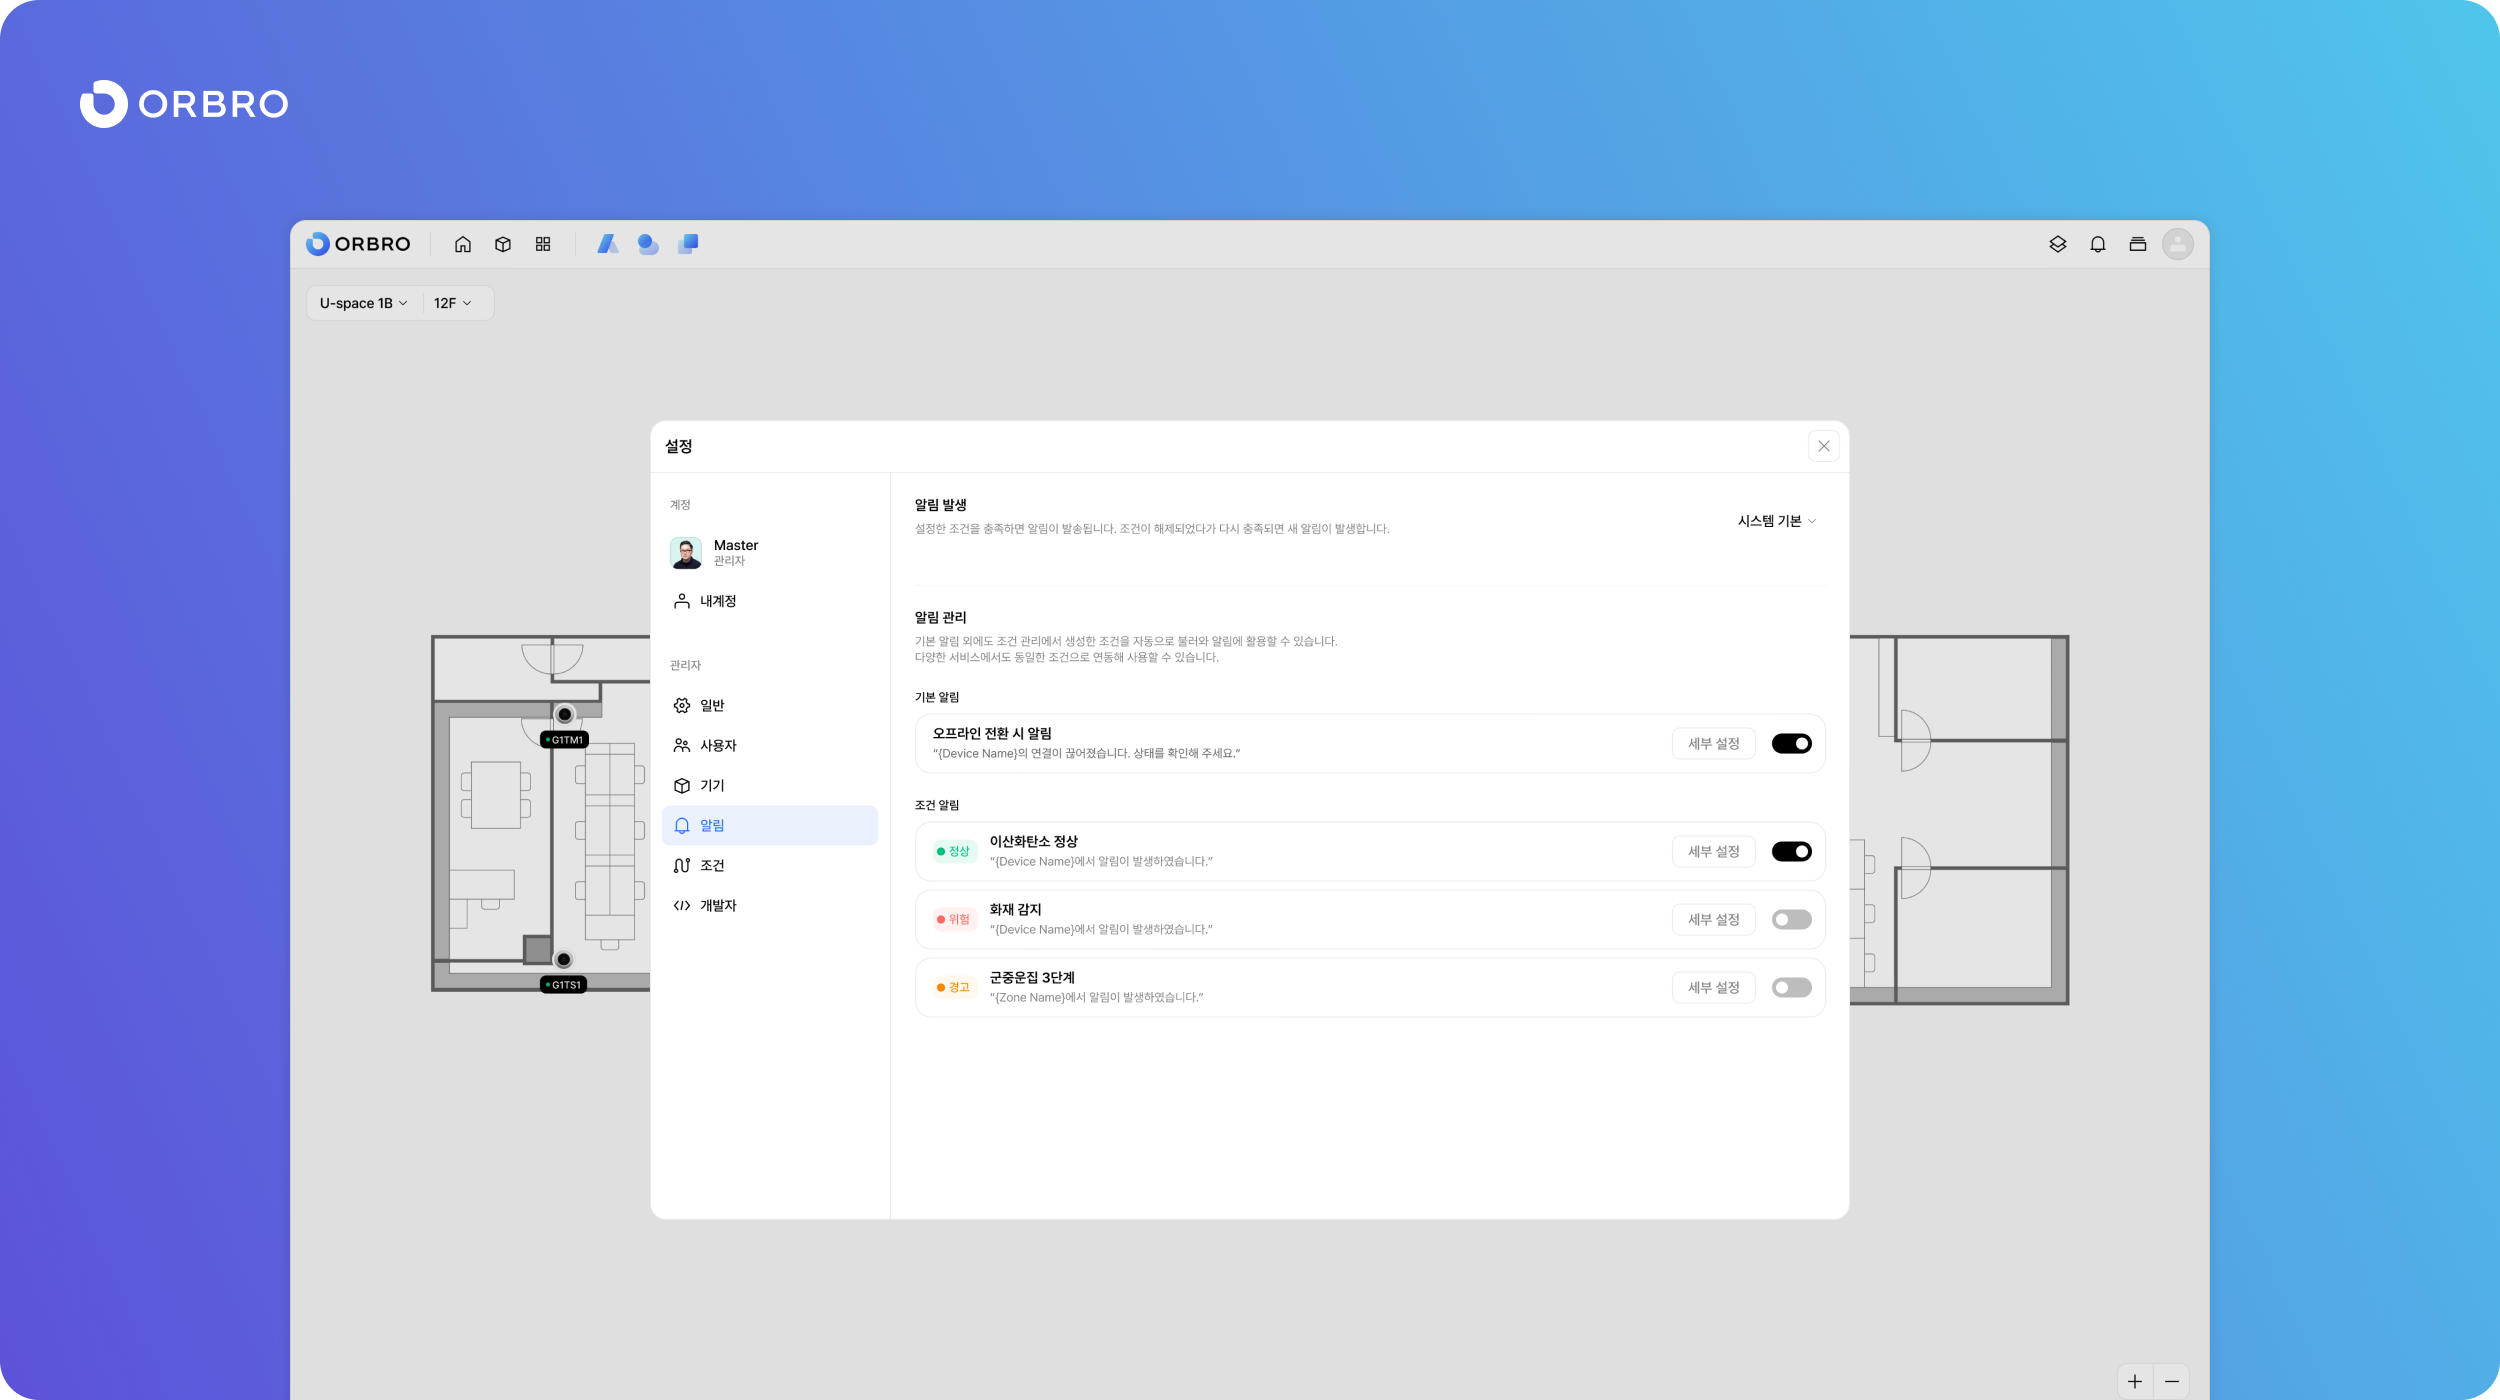 ORBRO
ORBRO
U-space 1B
12F
설정
계정
Master
관리자
내계정
관리자
일반
사용자
기기
알림
조건
개발자
알림 발생
설정한 조건을 충족하면 알림이 발송됩니다. 조건이 해제되었다가 다시 충족되면 새 알림이 발생합니다.
시스템 기본
알림 관리
기본 알림 외에도 조건 관리에서 생성한 조건을 자동으로 불러와 알림에 활용할 수 있습니다.
다양한 서비스에서도 동일한 조건으로 연동해 사용할 수 있습니다.
기본 알림
오프라인 전환 시 알림
“{Device Name}의 연결이 끊어졌습니다. 상태를 확인해 주세요.”
세부 설정
조건 알림
정상
이산화탄소 정상
“{Device Name}에서 알림이 발생하였습니다.”
세부 설정
위험
화재 감지
“{Device Name}에서 알림이 발생하였습니다.”
세부 설정
경고
군중운집 3단계
“{Zone Name}에서 알림이 발생하였습니다.”
세부 설정
G1TM1
G1TS1